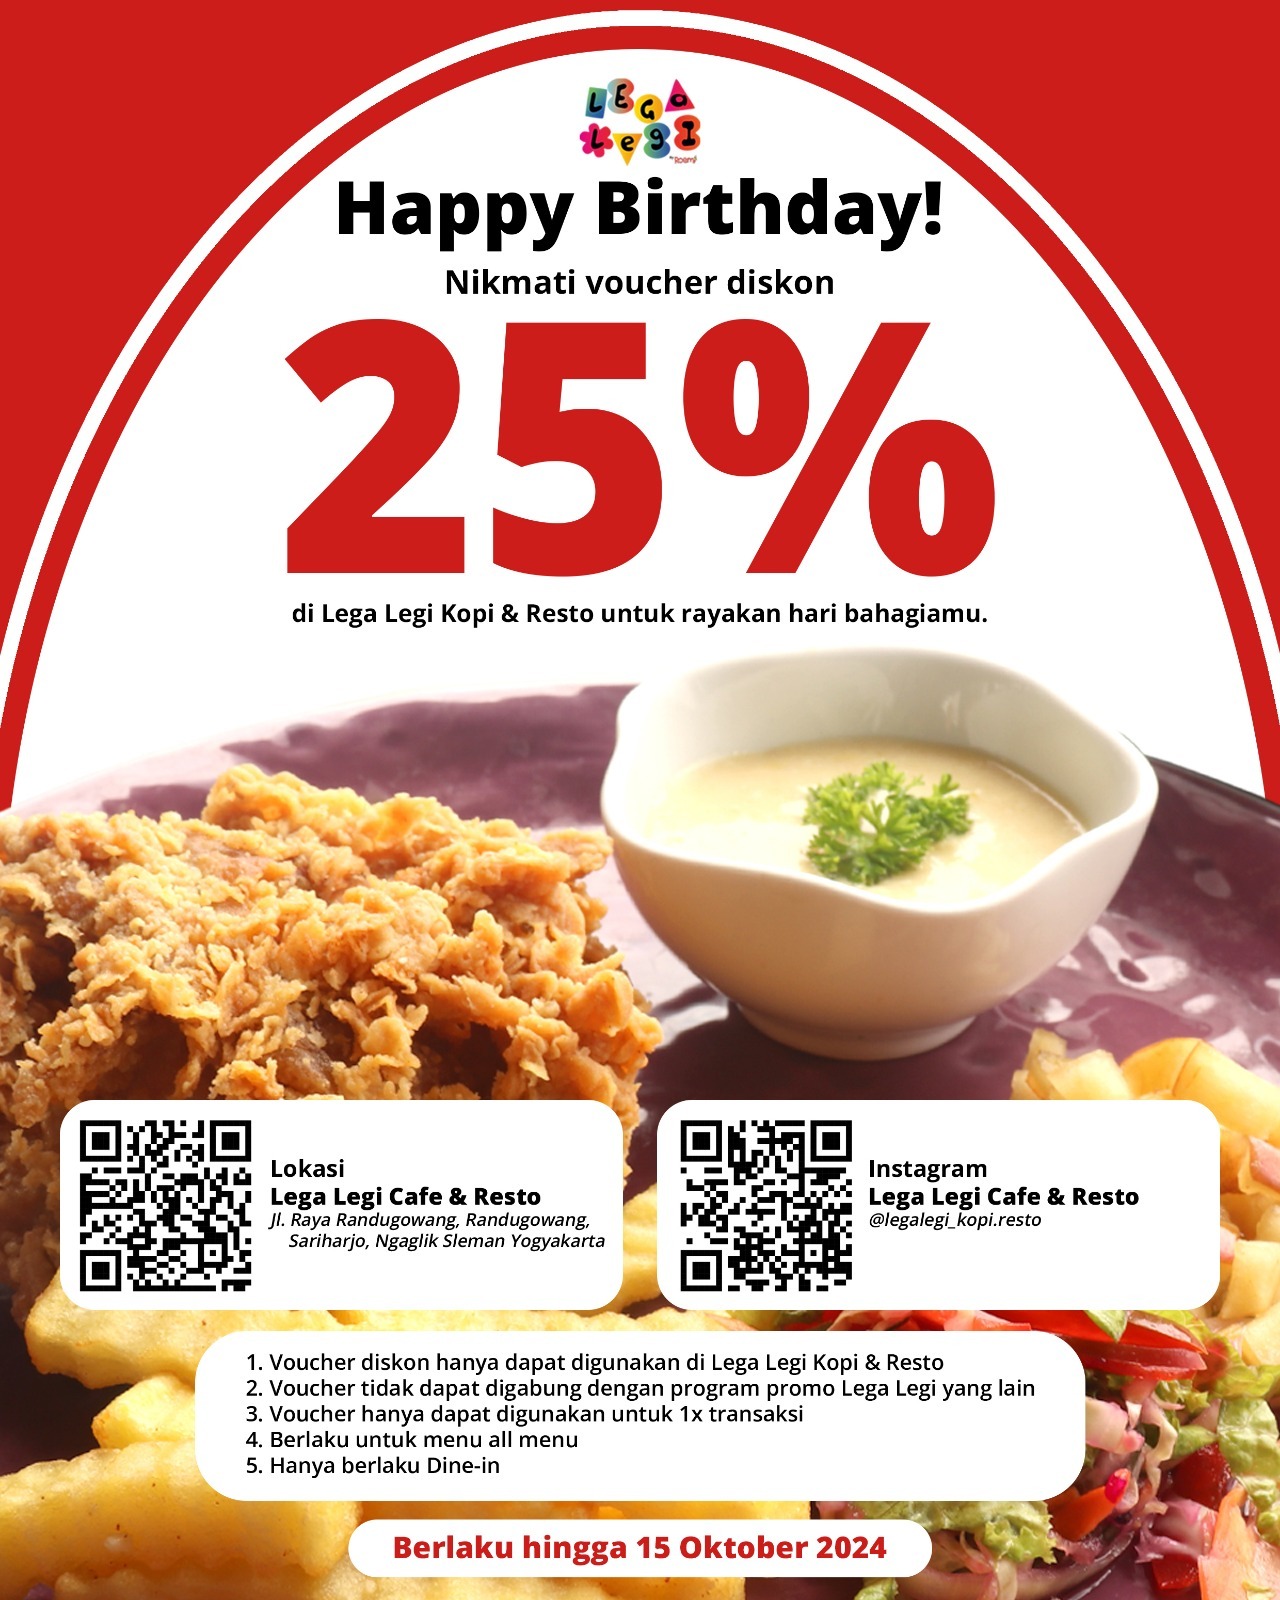 LEGA
LegI
by Roemi
Happy Birthday!
Nikmati voucher diskon
25%
di Lega Legi Kopi & Resto untuk rayakan hari bahagiamu.
Lokasi
Lega Legi Cafe & Resto
Jl. Raya Randugowang, Randugowang,
Sariharjo, Ngaglik Sleman Yogyakarta
Instagram
Lega Legi Cafe & Resto
@legalegi_kopi.resto
1. Voucher diskon hanya dapat digunakan di Lega Legi Kopi & Resto
2. Voucher tidak dapat digabung dengan program promo Lega Legi yang lain
3. Voucher hanya dapat digunakan untuk 1x transaksi
4. Berlaku untuk menu all menu
5. Hanya berlaku Dine-in
Berlaku hingga 15 Oktober 2024